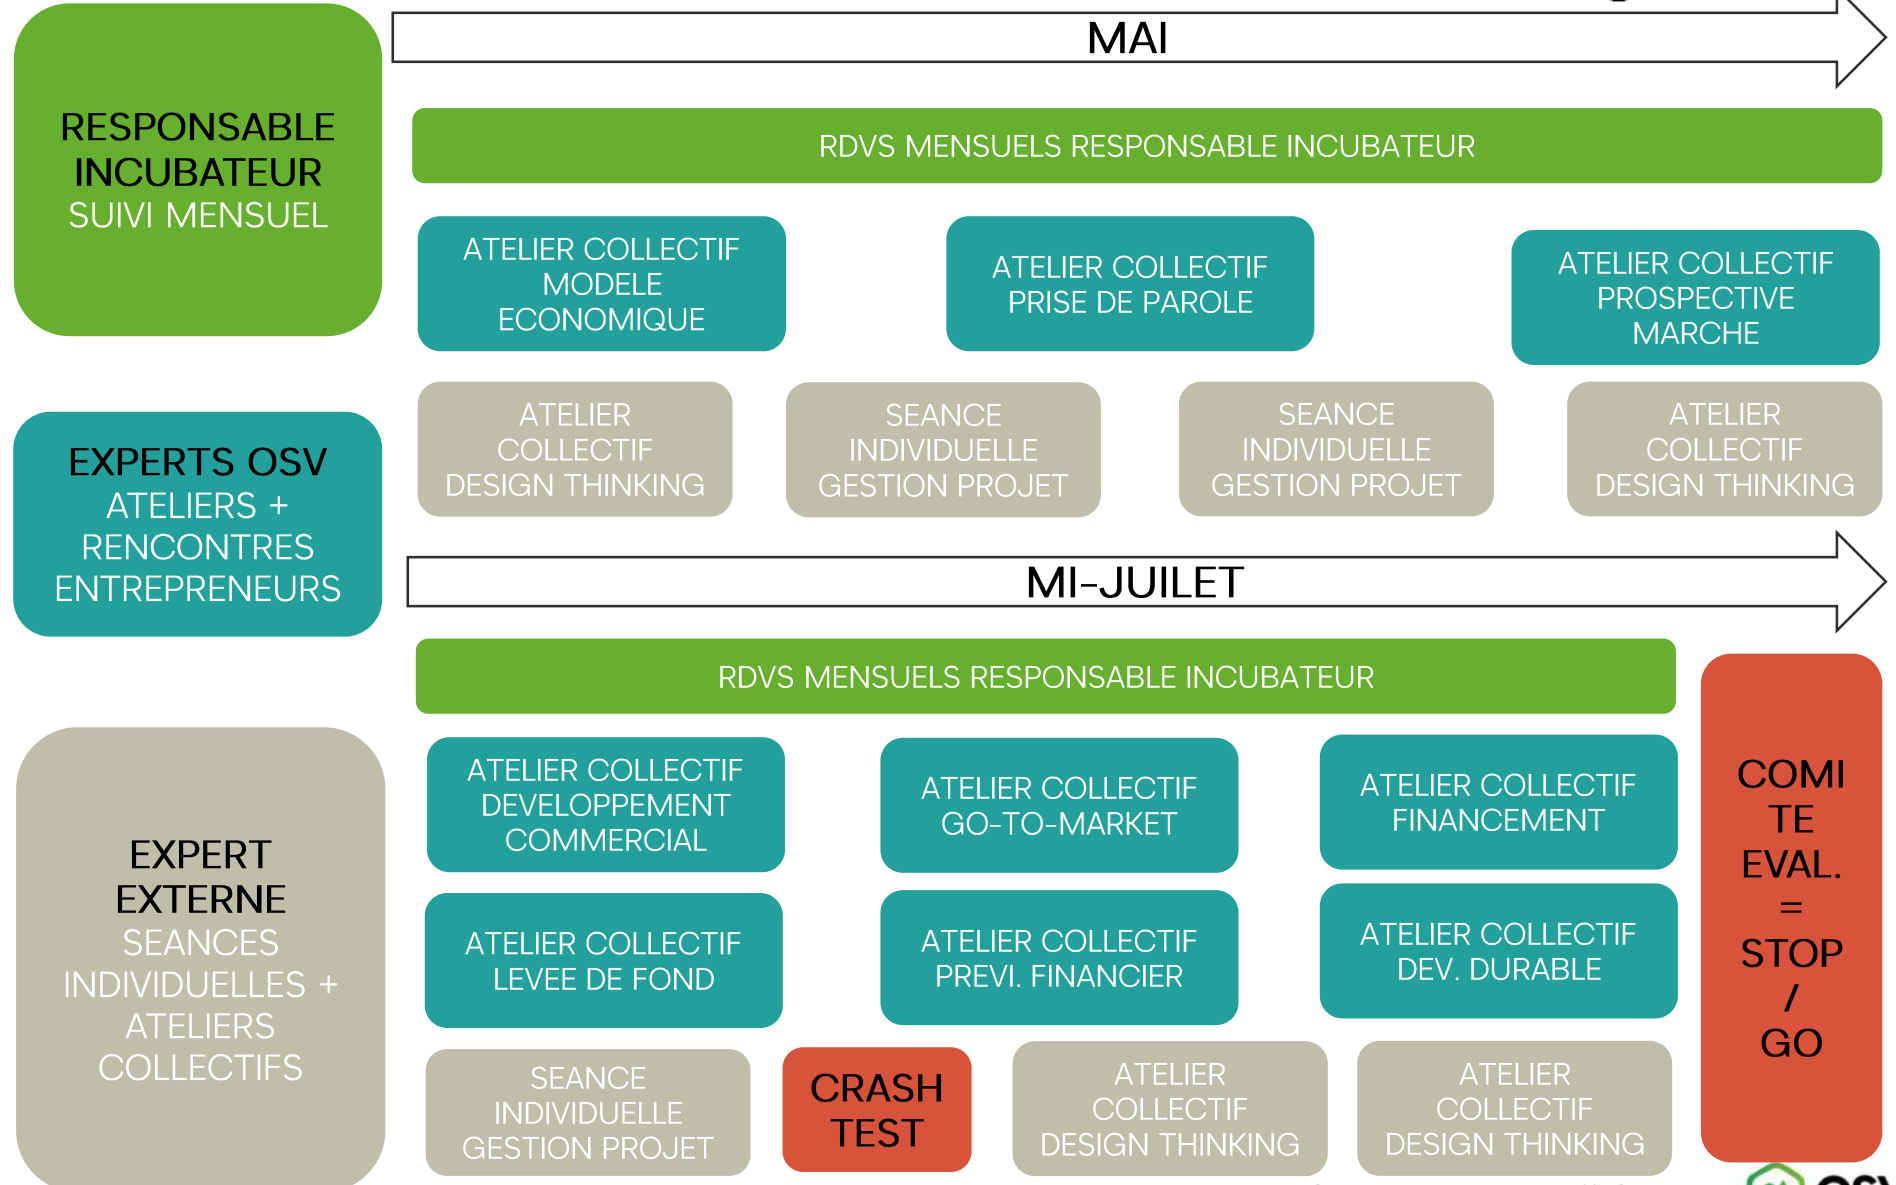 MAI
RESPONSABLE
INCUBATEUR
SUIVI MENSUEL
RDVS MENSUELS RESPONSABLE INCUBATEUR
ATELIER COLLECTIF
MODELE
ECONOMIQUE
ATELIER COLLECTIF
PRISE DE PAROLE
ATELIER COLLECTIF
PROSPECTIVE
MARCHE
ATELIER
COLLECTIF
DESIGN THINKING
SEANCE
INDIVIDUELLE
GESTION PROJET
SEANCE
INDIVIDUELLE
GESTION PROJET
ATELIER
COLLECTIF
DESIGN THINKING
EXPERTS OSV
ATELIERS +
RENCONTRES
ENTREPRENEURS
MI-JUILET
RDVS MENSUELS RESPONSABLE INCUBATEUR
ATELIER COLLECTIF
DEVELOPPEMENT
COMMERCIAL
ATELIER COLLECTIF
GO-TO-MARKET
ATELIER COLLECTIF
FINANCEMENT
COMI
TE
EVAL.
=
STOP
/
GO
EXPERT
EXTERNE
SEANCES
INDIVIDUELLES +
ATELIERS
COLLECTIFS
ATELIER COLLECTIF
LEVEE DE FOND
ATELIER COLLECTIF
PREVI. FINANCIER
ATELIER COLLECTIF
DEV. DURABLE
SEANCE
INDIVIDUELLE
GESTION PROJET
CRASH
TEST
ATELIER
COLLECTIF
DESIGN THINKING
ATELIER
COLLECTIF
DESIGN THINKING